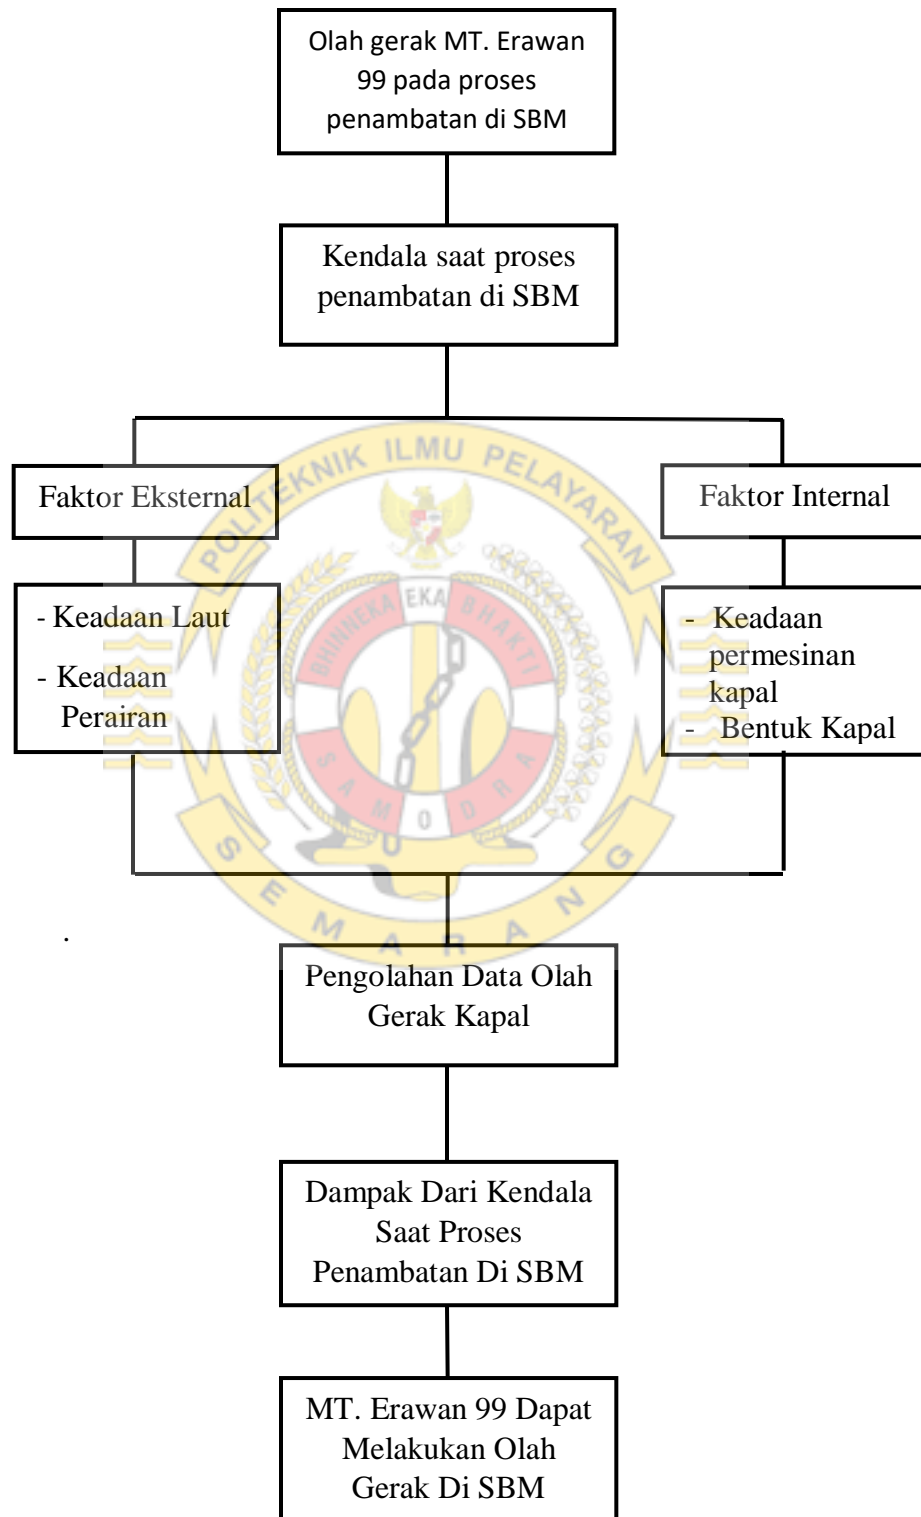 Olah gerak MT. Erawan
99 pada proses
penambatan di SBM
Kendala saat proses
penambatan di SBM
Faktor Eksternal
Faktor Internal
- Keadaan Laut
- Keadaan
Perairan
- Keadaan
permesinan
kapal
- Bentuk Kapal
POLITEKNIK ILMU PELAYARAN
BHINNEKA EKA BHAKTI
SAMODRA
SEMARANG
.
Pengolahan Data Olah
Gerak Kapal
Dampak Dari Kendala
Saat Proses
Penambatan Di SBM
MT. Erawan 99 Dapat
Melakukan Olah
Gerak Di SBM